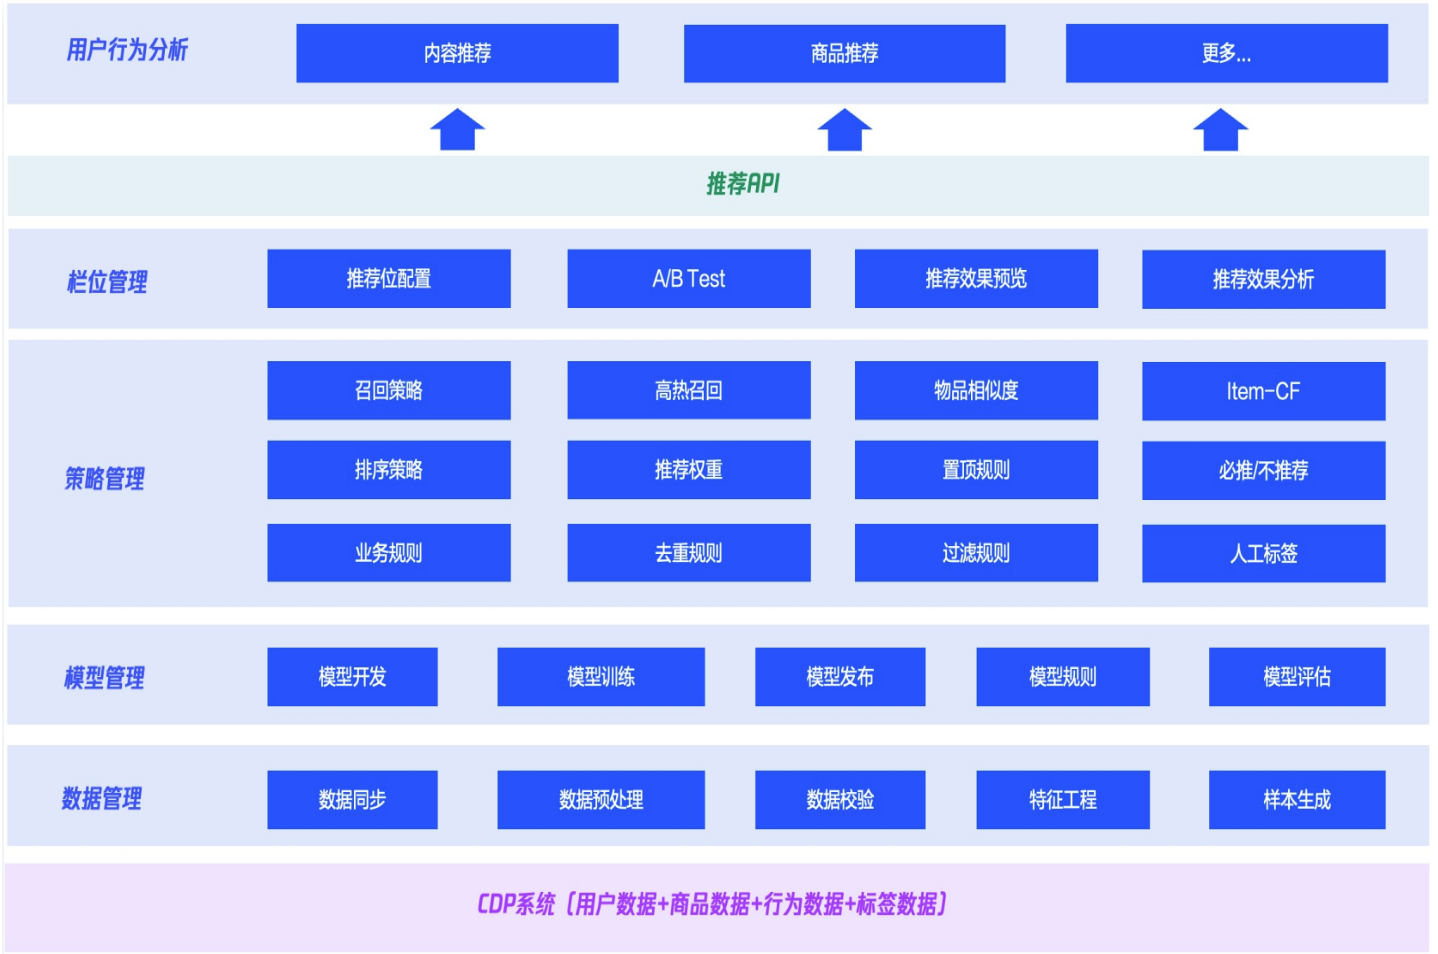 用户行为分析
内容推荐
商品推荐
更多...
推荐API
栏位管理
推荐位配置
A/B Test
推荐效果预览
推荐效果分析
策略管理
召回策略
高热召回
物品相似度
Item-CF
排序策略
推荐权重
置顶规则
必推/不推荐
业务规则
去重规则
过滤规则
人工标签
模型管理
模型开发
模型训练
模型发布
模型规则
模型评估
数据管理
数据同步
数据预处理
数据校验
特征工程
样本生成
CDP系统（用户数据+商品数据+行为数据+标签数据）